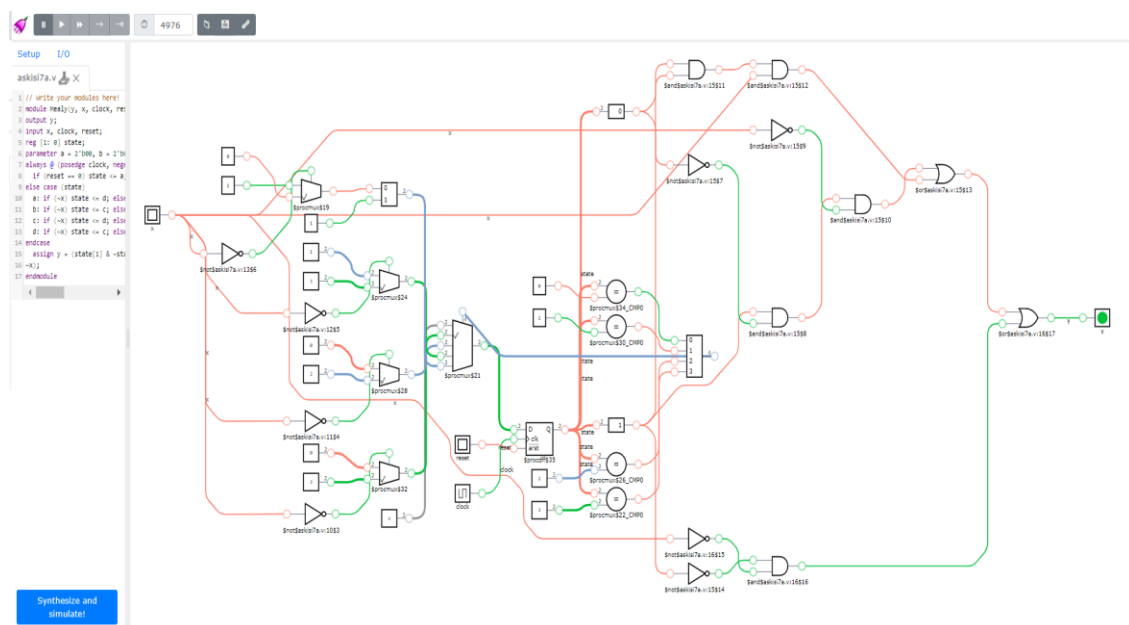 4976
Setup I/O
askisi7a.v
1 // write your modules here!
2 module Mealy(y, x, clock, res
3 output y;
4 input x, clock, reset;
5 reg [1: 0] state;
6 parameter a = 2'b00, b = 2'b
7 always @ (posedge clock, nege
8 if (reset == 0) state <= a
9 else case (state)
10 a: if (~x) state <= d; else
11 b: if (~x) state <= c; else
12 c: if (~x) state <= d; else
13 d: if (~x) state <= c; else
14 endcase
15 assign y = (state[1] & ~st
16 ~x);
17 endmodule
Synthesize and
simulate!
$and$askisi7a.v:15$11
$and$askisi7a.v:15$12
$not$askisi7a.v:15$9
$not$askisi7a.v:15$7
$or$askisi7a.v:15$13
$and$askisi7a.v:15$10
$procmux$19
x
$not$askisi7a.v:13$6
$procmux$24
$not$askisi7a.v:12$5
$procmux$21
$procmux$28
$not$askisi7a.v:11$4
$procmux$32
$not$askisi7a.v:10$3
state
$procmux$34_CMP0
$procmux$30_CMP0
state
state
$and$askisi7a.v:15$8
$or$askisi7a.v:16$17
y
y
D Q
clk
arst
reset
reset
clock
clock
state
state
state
$procmux$26_CMP0
$procmux$22_CMP0
$not$askisi7a.v:16$15
$not$askisi7a.v:15$14
$and$askisi7a.v:16$16